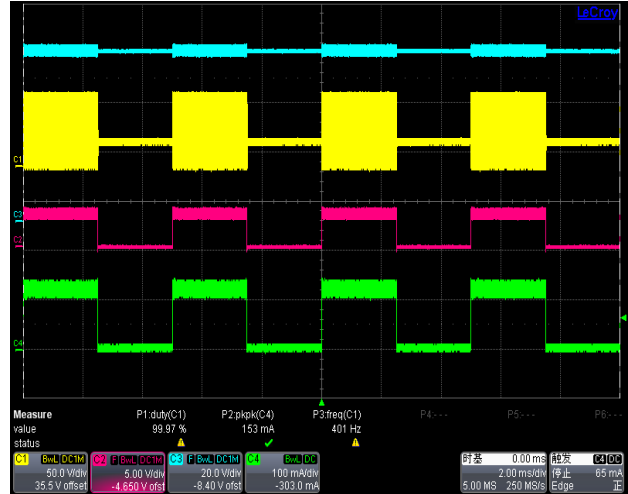 LeCroy
C1
C3
C2
C4
Measure P1:duty(C1) P2:pkpk(C4) P3:freq(C1) P4:--- P5:--- P6:---
value 99.97 % 153 mA 401 Hz
status
C1 BwL DC1M C2 F BwL DC1M C3 F BwL DC1M C4 BwL DC 时基 0.00 ms 触发 C4 DC
50.0 V/div 5.00 V/div 20.0 V/div 100 mA/div 2.00 ms/div 停止 65 mA
35.5 V offset -4.650 V ofst -8.40 V ofst -303.0 mA 5.00 MS 250 MS/s Edge 正